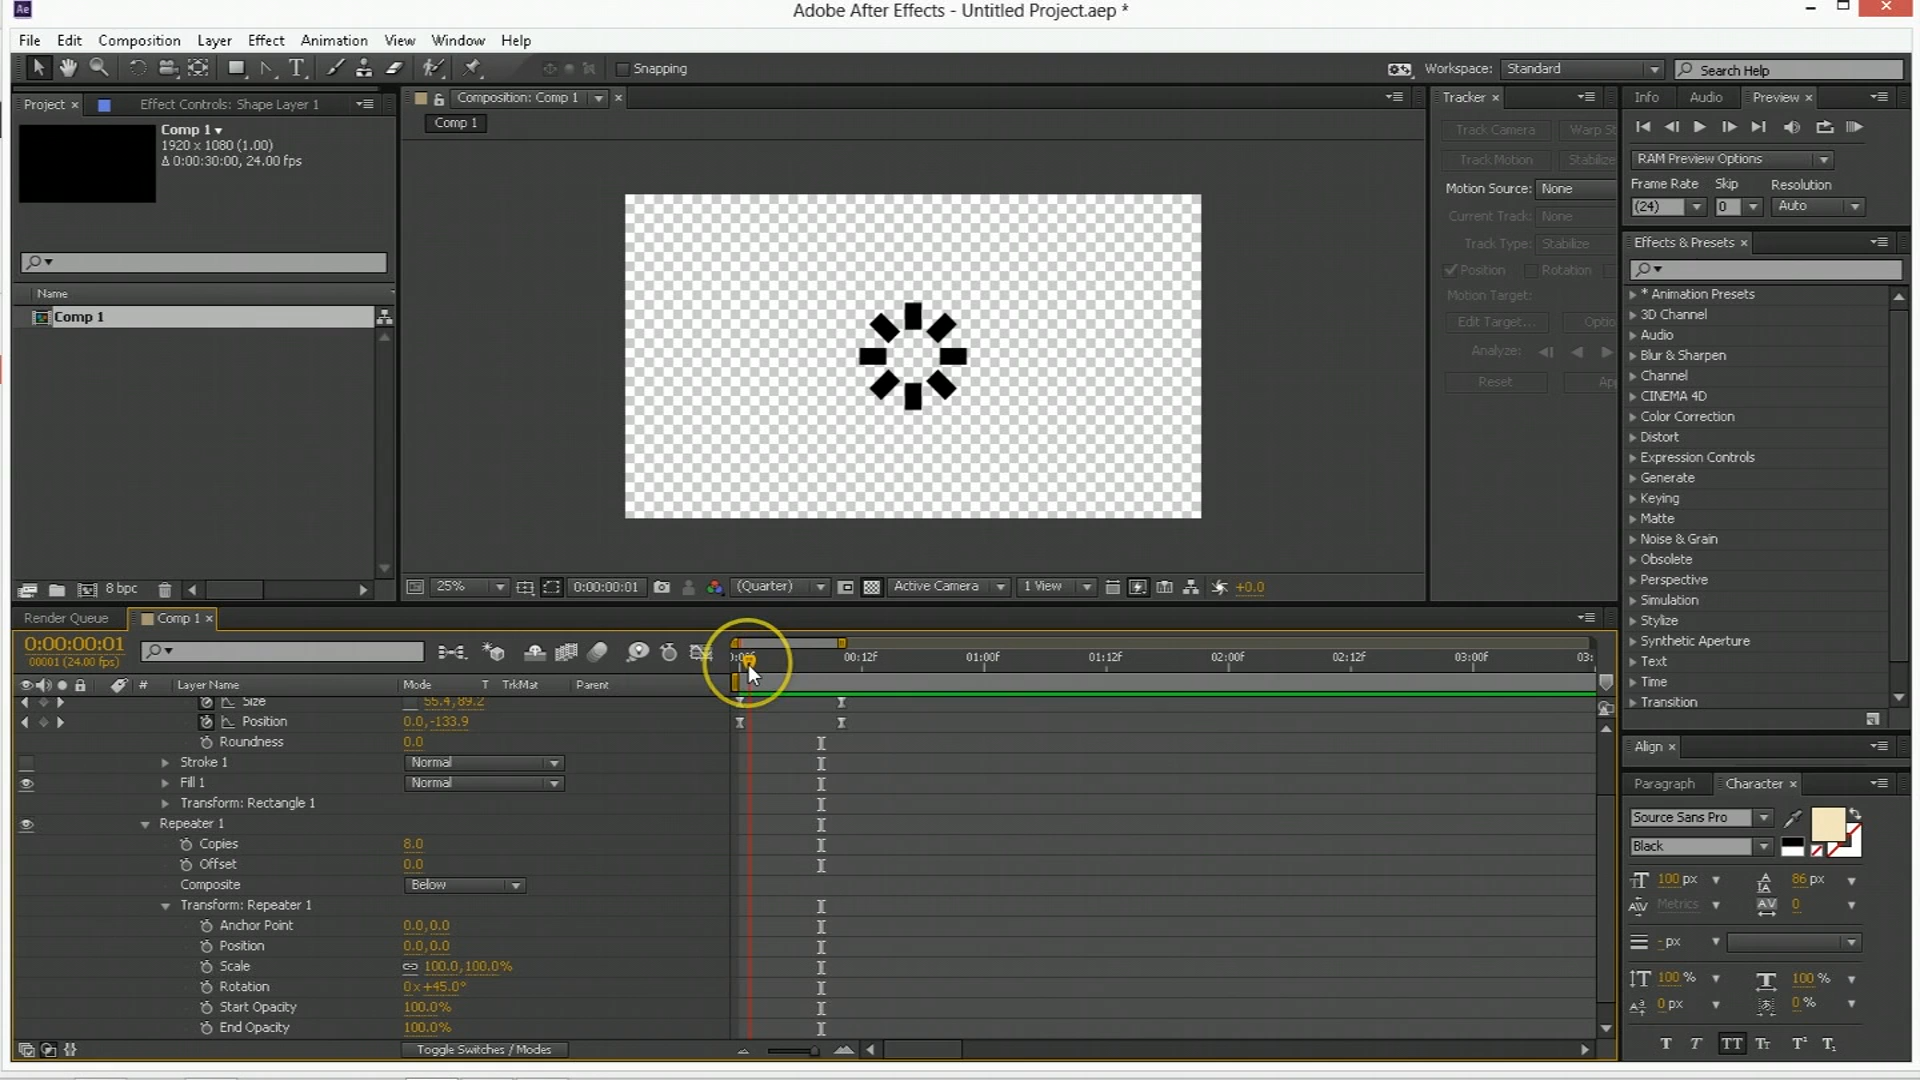 Ae
Adobe After Effects - Untitled Project.aep *
File Edit Composition Layer Effect Animation View Window Help
Snapping
Workspace: Standard
Search Help
Project × Effect Controls: Shape Layer 1
Comp 1
1920 x 1080 (1.00)
Δ 0:00:30:00, 24.00 fps
Name
Comp 1
8 bpc
Composition: Comp 1
Comp 1
25% 0:00:00:01 (Quarter) Active Camera 1 View +0.0
Tracker ×
Track Camera Warp St
Track Motion Stabilize
Motion Source: None
Current Track: None
Track Type: Stabilize
Position Rotation
Motion Target:
Edit Target... Optio
Analyze:
Reset Ap
Info Audio Preview ×
RAM Preview Options
Frame Rate Skip Resolution
(24) 0 Auto
Effects & Presets ×
* Animation Presets
3D Channel
Audio
Blur & Sharpen
Channel
CINEMA 4D
Color Correction
Distort
Expression Controls
Generate
Keying
Matte
Noise & Grain
Obsolete
Perspective
Simulation
Stylize
Synthetic Aperture
Text
Time
Transition
Align ×
Paragraph Character ×
Source Sans Pro
Black
100 px 86 px
Metrics 0
- px
100 % 100 %
0 px 0 %
T T TT Tt T¹ T₁
Render Queue Comp 1 ×
0:00:00:01
00001 (24.00 fps)
00:12f 01:00f 01:12f 02:00f 02:12f 03:00f 03:
# Layer Name Mode T TrkMat Parent
Size 55.4,89.2
Position 0.0,-133.9
Roundness 0.0
Stroke 1 Normal
Fill 1 Normal
Transform: Rectangle 1
Repeater 1
Copies 8.0
Offset 0.0
Composite Below
Transform: Repeater 1
Anchor Point 0.0,0.0
Position 0.0,0.0
Scale 100.0,100.0%
Rotation 0x+45.0°
Start Opacity 100.0%
End Opacity 100.0%
Toggle Switches / Modes